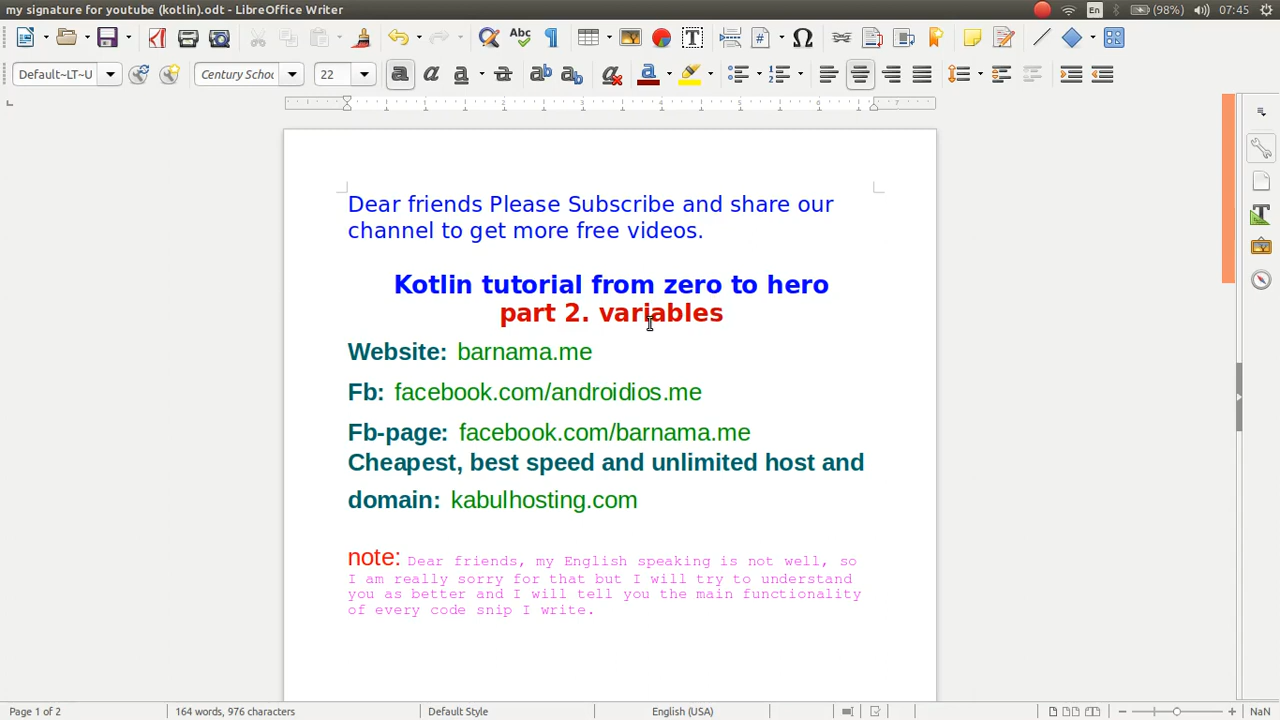 my signature for youtube (kotlin).odt - LibreOffice Writer
En
(98%)
07:45
Default~LT~U
Century Schoo
22
Dear friends Please Subscribe and share our
channel to get more free videos.
Kotlin tutorial from zero to hero
part 2. variables
Website: barnama.me
Fb: facebook.com/androidios.me
Fb-page: facebook.com/barnama.me
Cheapest, best speed and unlimited host and
domain: kabulhosting.com
note: Dear friends, my English speaking is not well, so
I am really sorry for that but I will try to understand
you as better and I will tell you the main functionality
of every code snip I write.
Page 1 of 2
164 words, 976 characters
Default Style
English (USA)
NaN